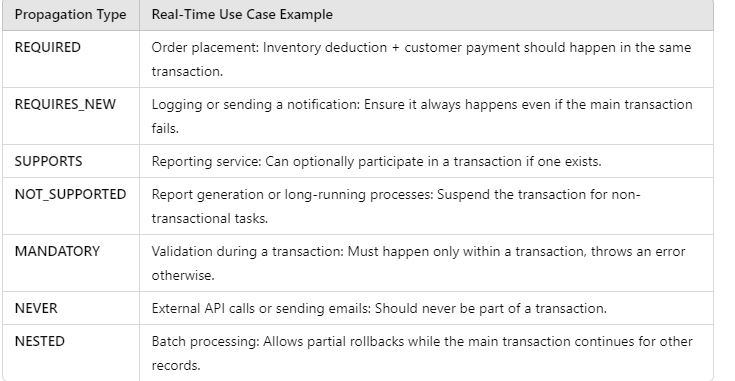 Propagation Type Real-Time Use Case Example
REQUIRED Order placement: Inventory deduction + customer payment should happen in the same
transaction.
REQUIRES_NEW Logging or sending a notification: Ensure it always happens even if the main transaction
fails.
SUPPORTS Reporting service: Can optionally participate in a transaction if one exists.
NOT_SUPPORTED Report generation or long-running processes: Suspend the transaction for non-
transactional tasks.
MANDATORY Validation during a transaction: Must happen only within a transaction, throws an error
otherwise.
NEVER External API calls or sending emails: Should never be part of a transaction.
NESTED Batch processing: Allows partial rollbacks while the main transaction continues for other
records.